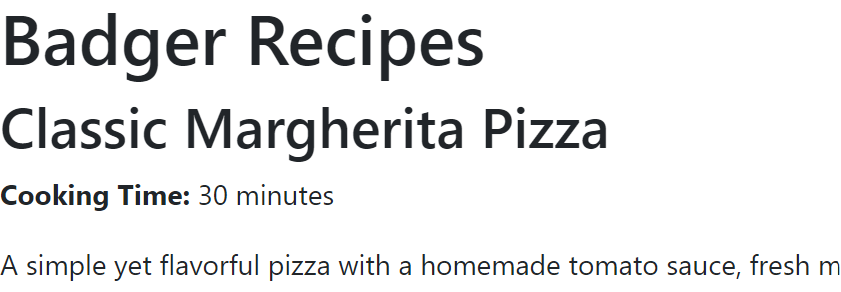 Badger Recipes
Classic Margherita Pizza
Cooking Time: 30 minutes
A simple yet flavorful pizza with a homemade tomato sauce, fresh